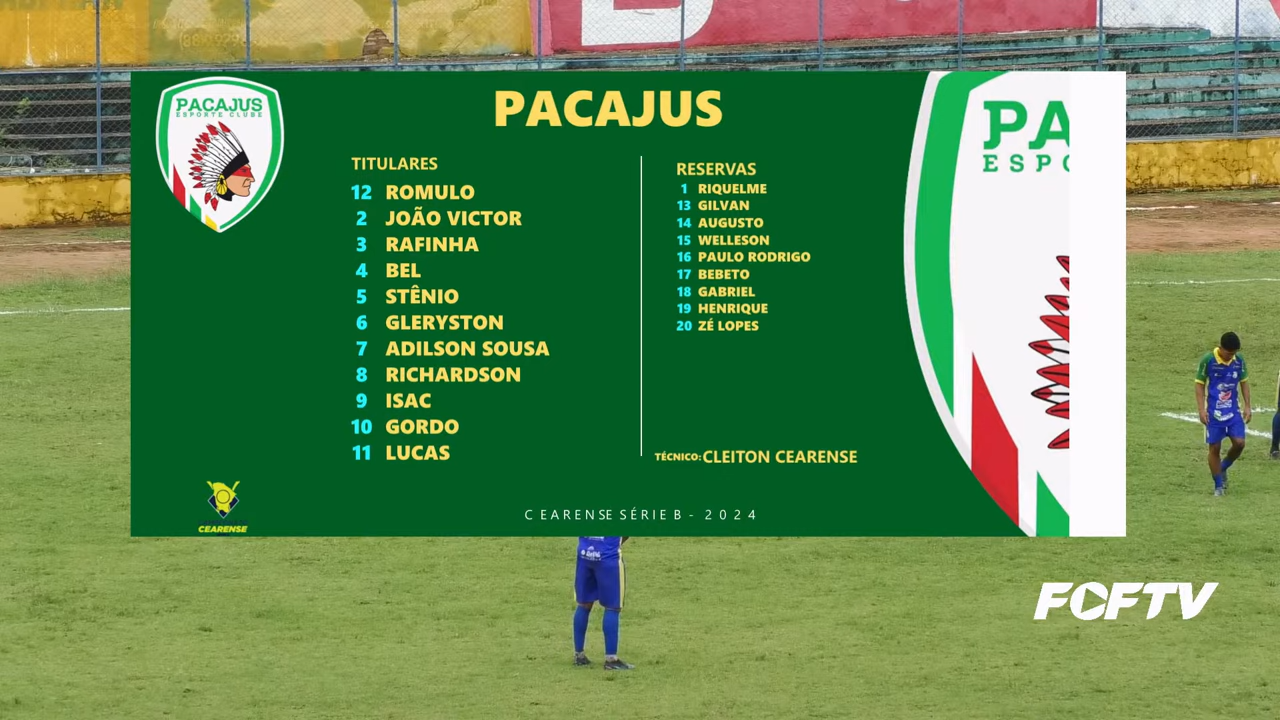 PACAJUS
ESPORTE CLUBE
PACAJUS
TITULARES
12 ROMULO
2 JOÃO VICTOR
3 RAFINHA
4 BEL
5 STÊNIO
6 GLERYSTON
7 ADILSON SOUSA
8 RICHARDSON
9 ISAC
10 GORDO
11 LUCAS
RESERVAS
1 RIQUELME
13 GILVAN
14 AUGUSTO
15 WELLESON
16 PAULO RODRIGO
17 BEBETO
18 GABRIEL
19 HENRIQUE
20 ZÉ LOPES
TÉCNICO: CLEITON CEARENSE
CEARENSE
CEARENSE SÉRIE B - 2024
PA
ESPO
FCFTV